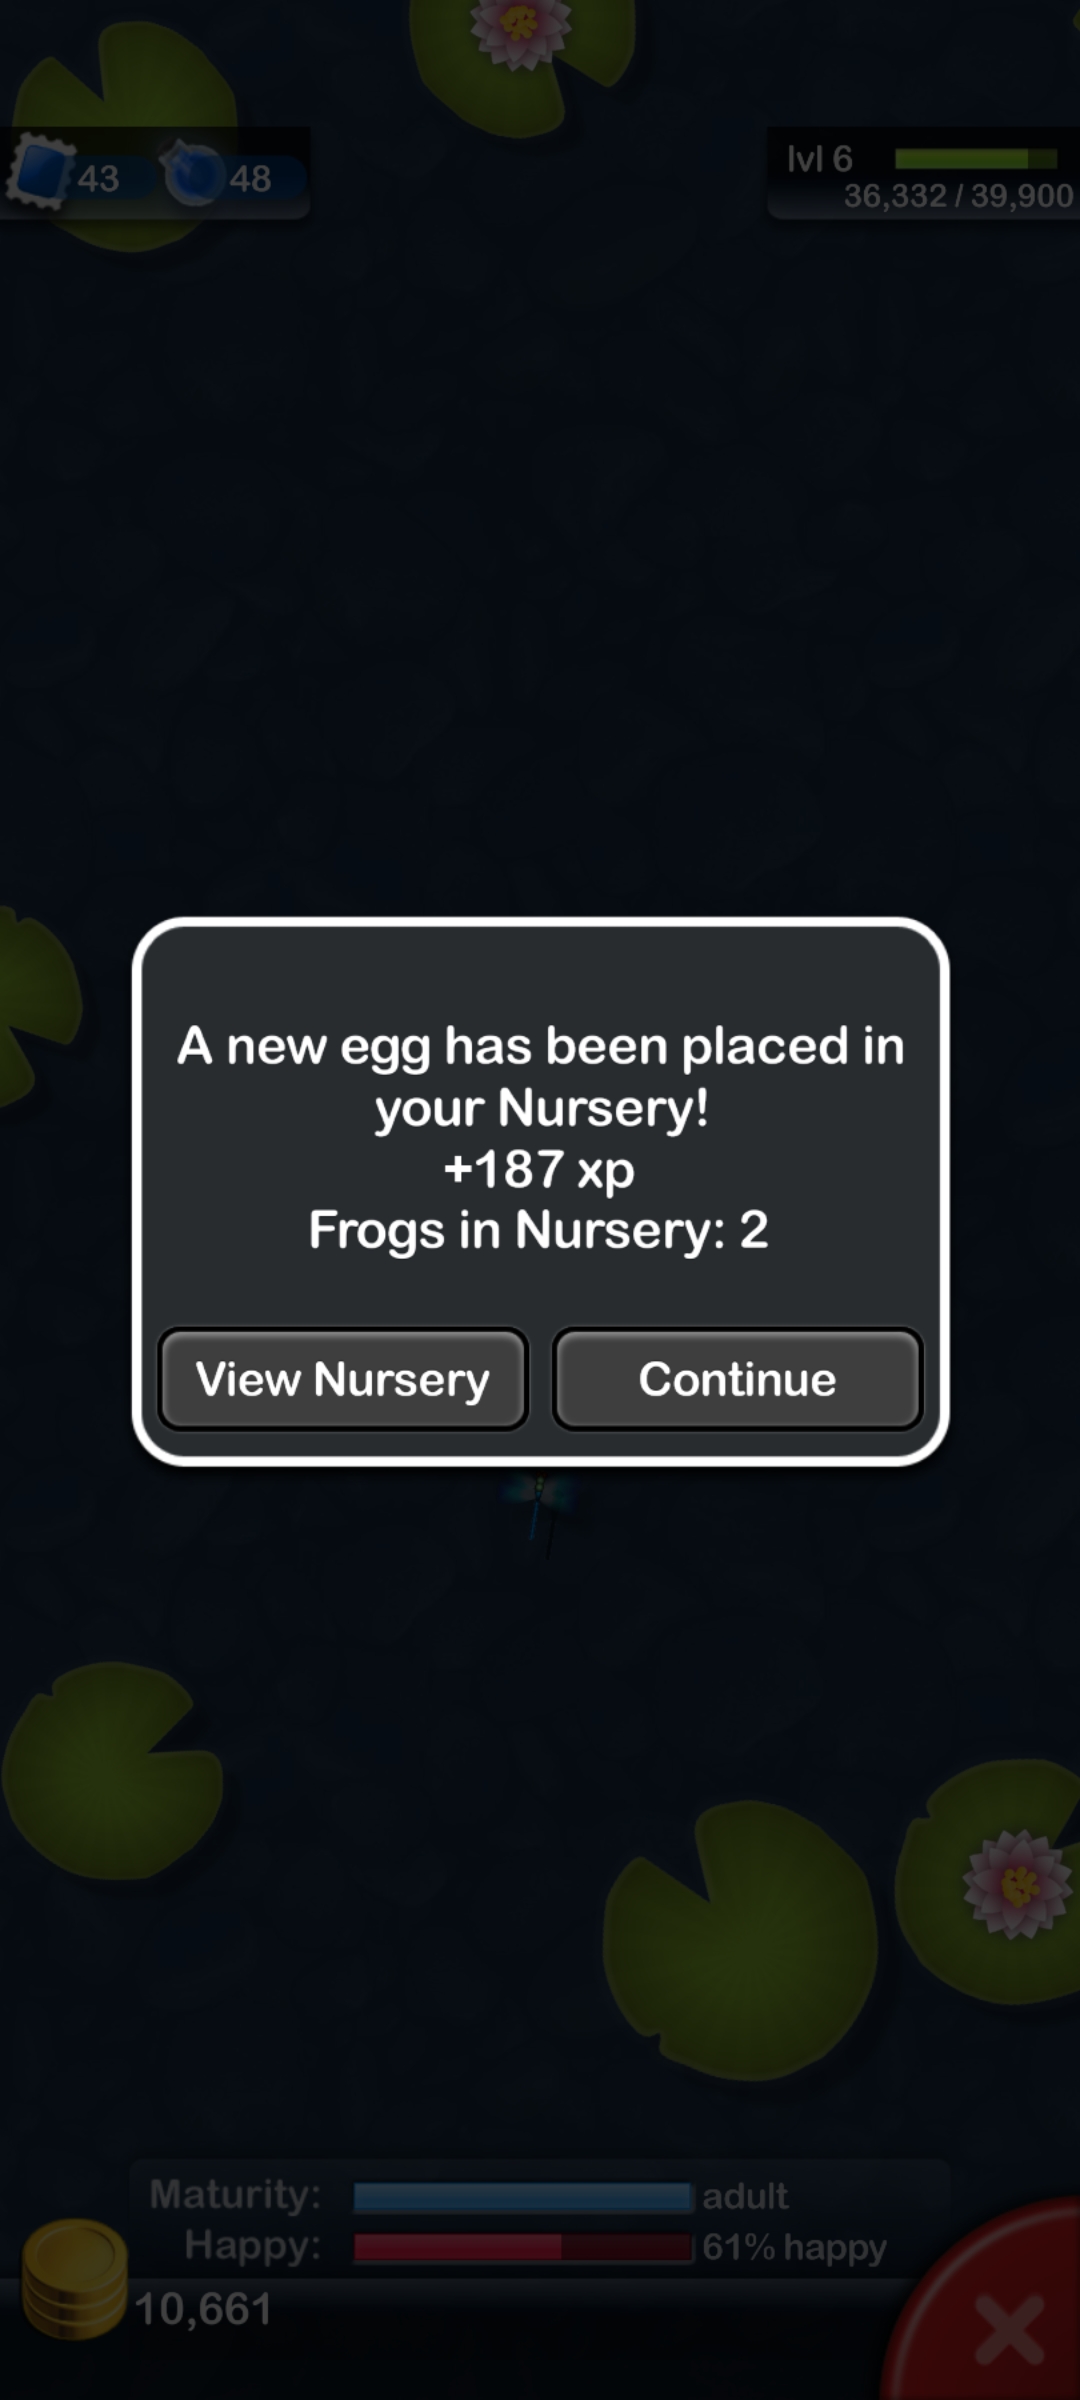 43
48
lvl 6
36,332 / 39,900
A new egg has been placed in
your Nursery!
+187 xp
Frogs in Nursery: 2
View Nursery
Continue
Maturity:
adult
Happy:
61% happy
10,661